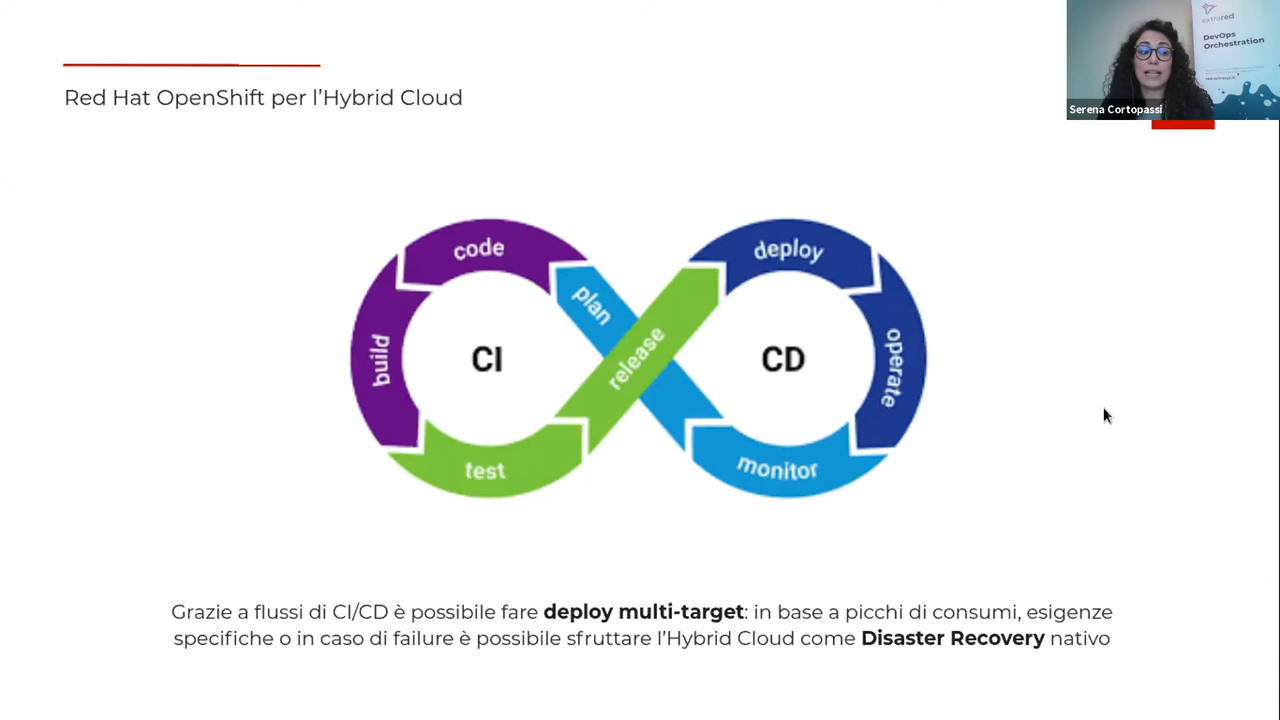 extrared
DevOps
Orchestration
Serena Cortopassi
Red Hat OpenShift per l'Hybrid Cloud
code
deploy
plan
build
CI
release
CD
operate
test
monitor
Grazie a flussi di CI/CD è possibile fare deploy multi-target: in base a picchi di consumi, esigenze
specifiche o in caso di failure è possibile sfruttare l'Hybrid Cloud come Disaster Recovery nativo